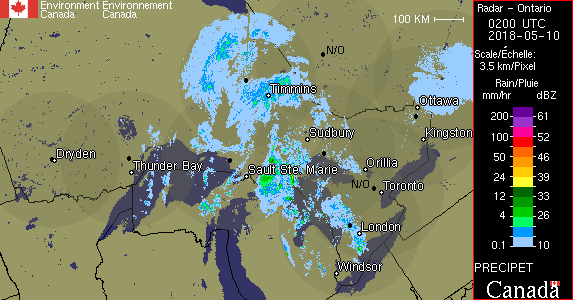 Environment Environnement
Canada Canada
100 KM
N/O
Timmins
Ottawa
Sudbury
Kingston
Dryden
Thunder Bay
Sault Ste. Marie
Orillia
N/O
Toronto
London
Windsor
Radar - Ontario
0200 UTC
2018-05-10
Scale/Échelle:
3.5 km/Pixel
Rain/Pluie
mm/hr dBZ
200 61
100 52
50 46
24 39
12 33
4 26
0.1 10
PRECIPET
Canada